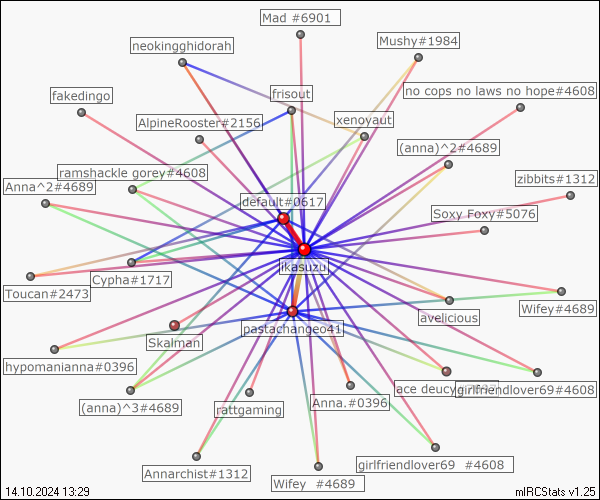 Mad #6901
neokingghidorah
Mushy#1984
fakedingo
frisout
no cops no laws no hope#4608
AlpineRooster#2156
xenoyaut
(anna)^2#4689
ramshackle gorey#4608
zibbits#1312
Anna^2#4689
default#0617
Soxy Foxy#5076
ikasuzu
Cypha#1717
Toucan#2473
Wifey#4689
avelicious
pastachangeo41
Skalman
hypomanianna#0396
ace deucy
girlfriendlover69#4608
(anna)^3#4689
rattgaming
Anna.#0396
Annarchist#1312
girlfriendlover69 #4608
Wifey #4689
14.10.2024 13:29
mIRCStats v1.25